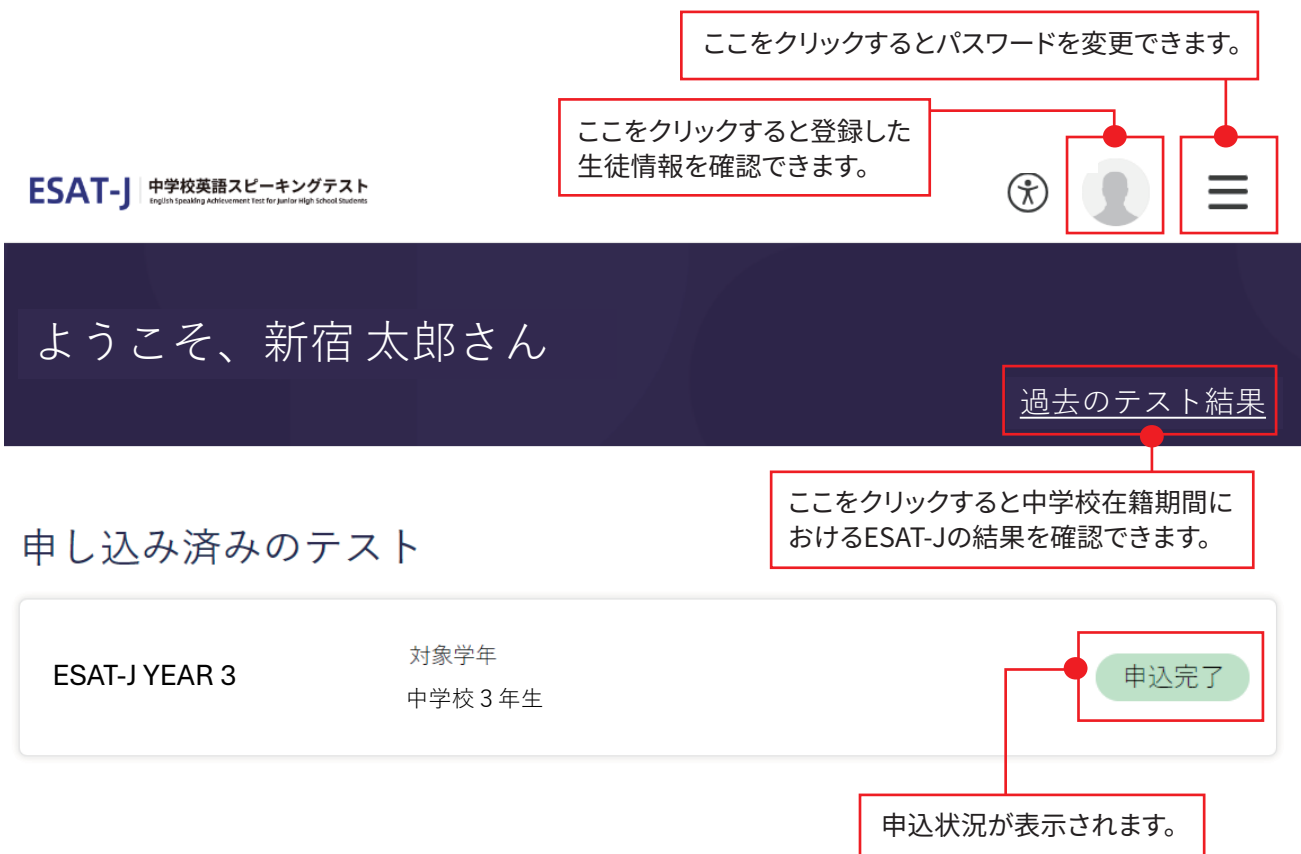 ここをクリックするとパスワードを変更できます。
ここをクリックすると登録した
生徒情報を確認できます。
ESAT-J 中学校英語スピーキングテスト
English Speaking Achievement Test for Junior High School Students
ようこそ、新宿 太郎さん
過去のテスト結果
ここをクリックすると中学校在籍期間に
おけるESAT-Jの結果を確認できます。
申し込み済みのテスト
ESAT-J YEAR 3
対象学年
中学校3年生
申込完了
申込状況が表示されます。